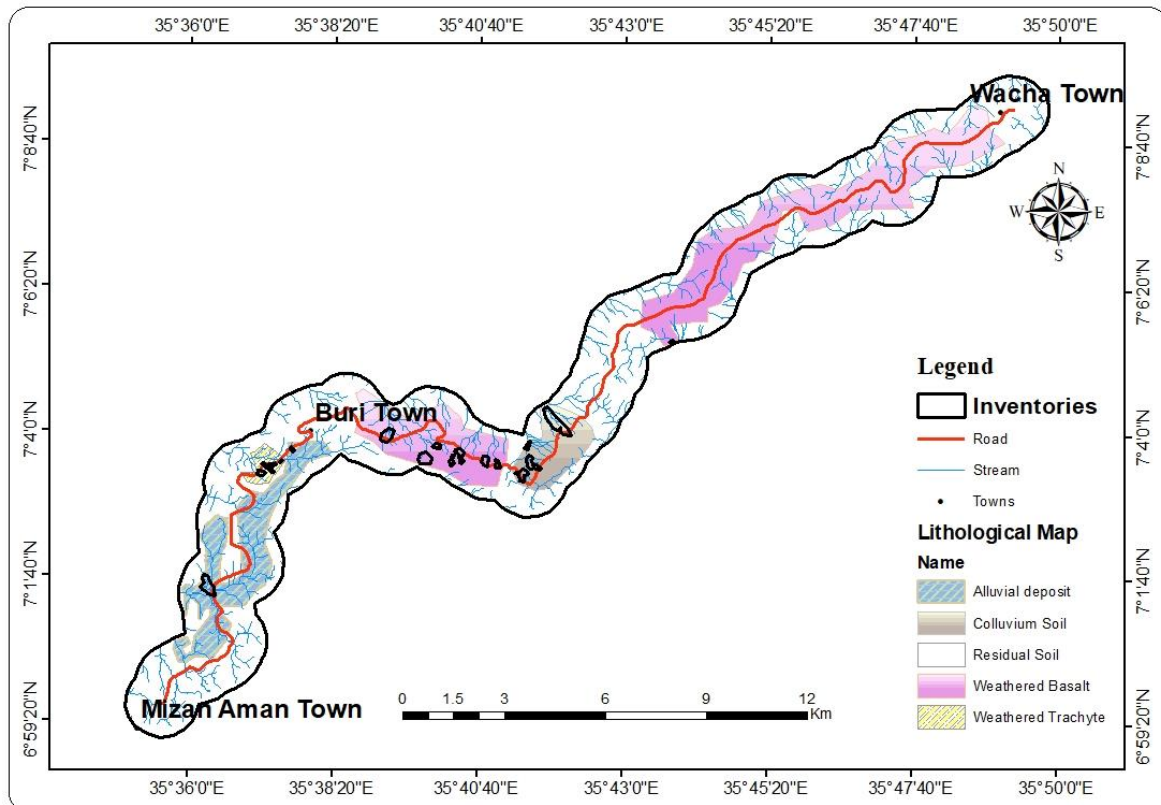 35°36'0"E 35°38'20"E 35°40'40"E 35°43'0"E 35°45'20"E 35°47'40"E 35°50'0"E
Wacha Town
7°8'40"N 7°8'40"N
N
W E
S
7°6'20"N 7°6'20"N
Legend
Inventories
Buri Town
Road
7°4'0"N 7°4'0"N
Stream
Towns
Lithological Map
Name
7°1'40"N 7°1'40"N
Alluvial deposit
Colluvium Soil
Residual Soil
Weathered Basalt
Weathered Trachyte
Mizan Aman Town
0 1.5 3 6 9 12
Km
6°59'20"N 6°59'20"N
35°36'0"E 35°38'20"E 35°40'40"E 35°43'0"E 35°45'20"E 35°47'40"E 35°50'0"E